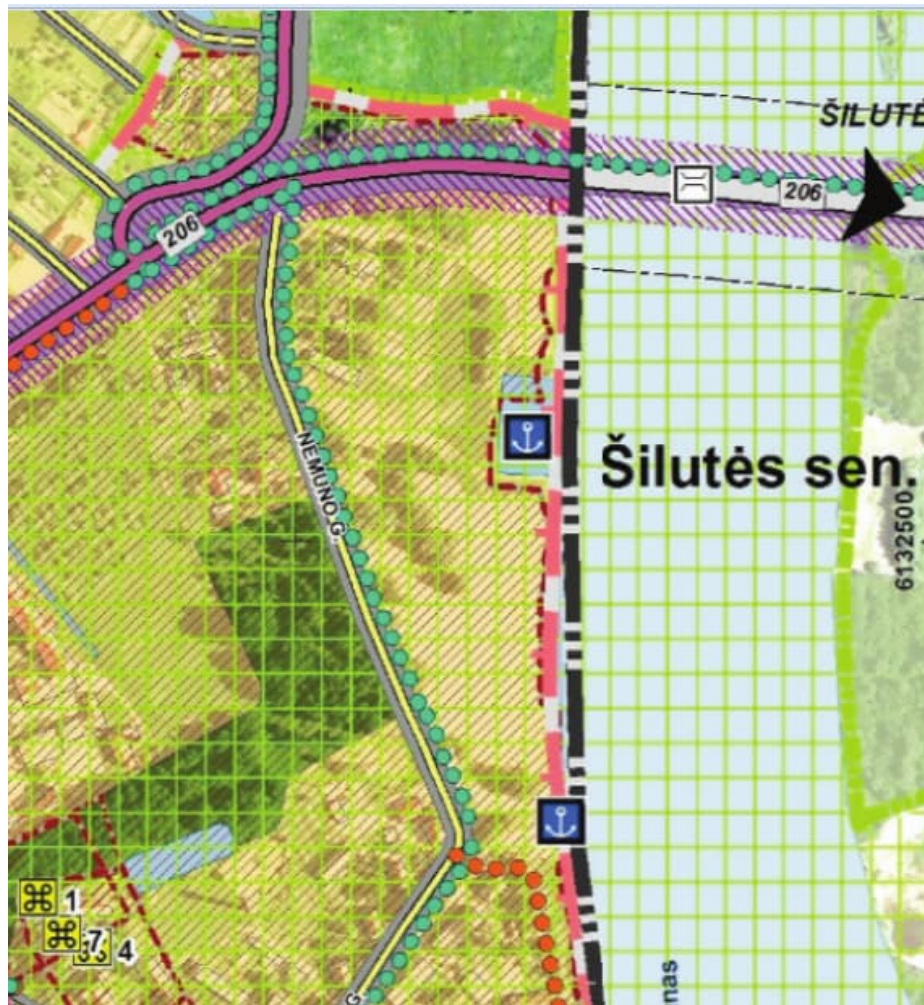 ŠILUTĖ
206
206
Šilutės sen.
NEMUNO G.
6132500
1
7
4
G
nas